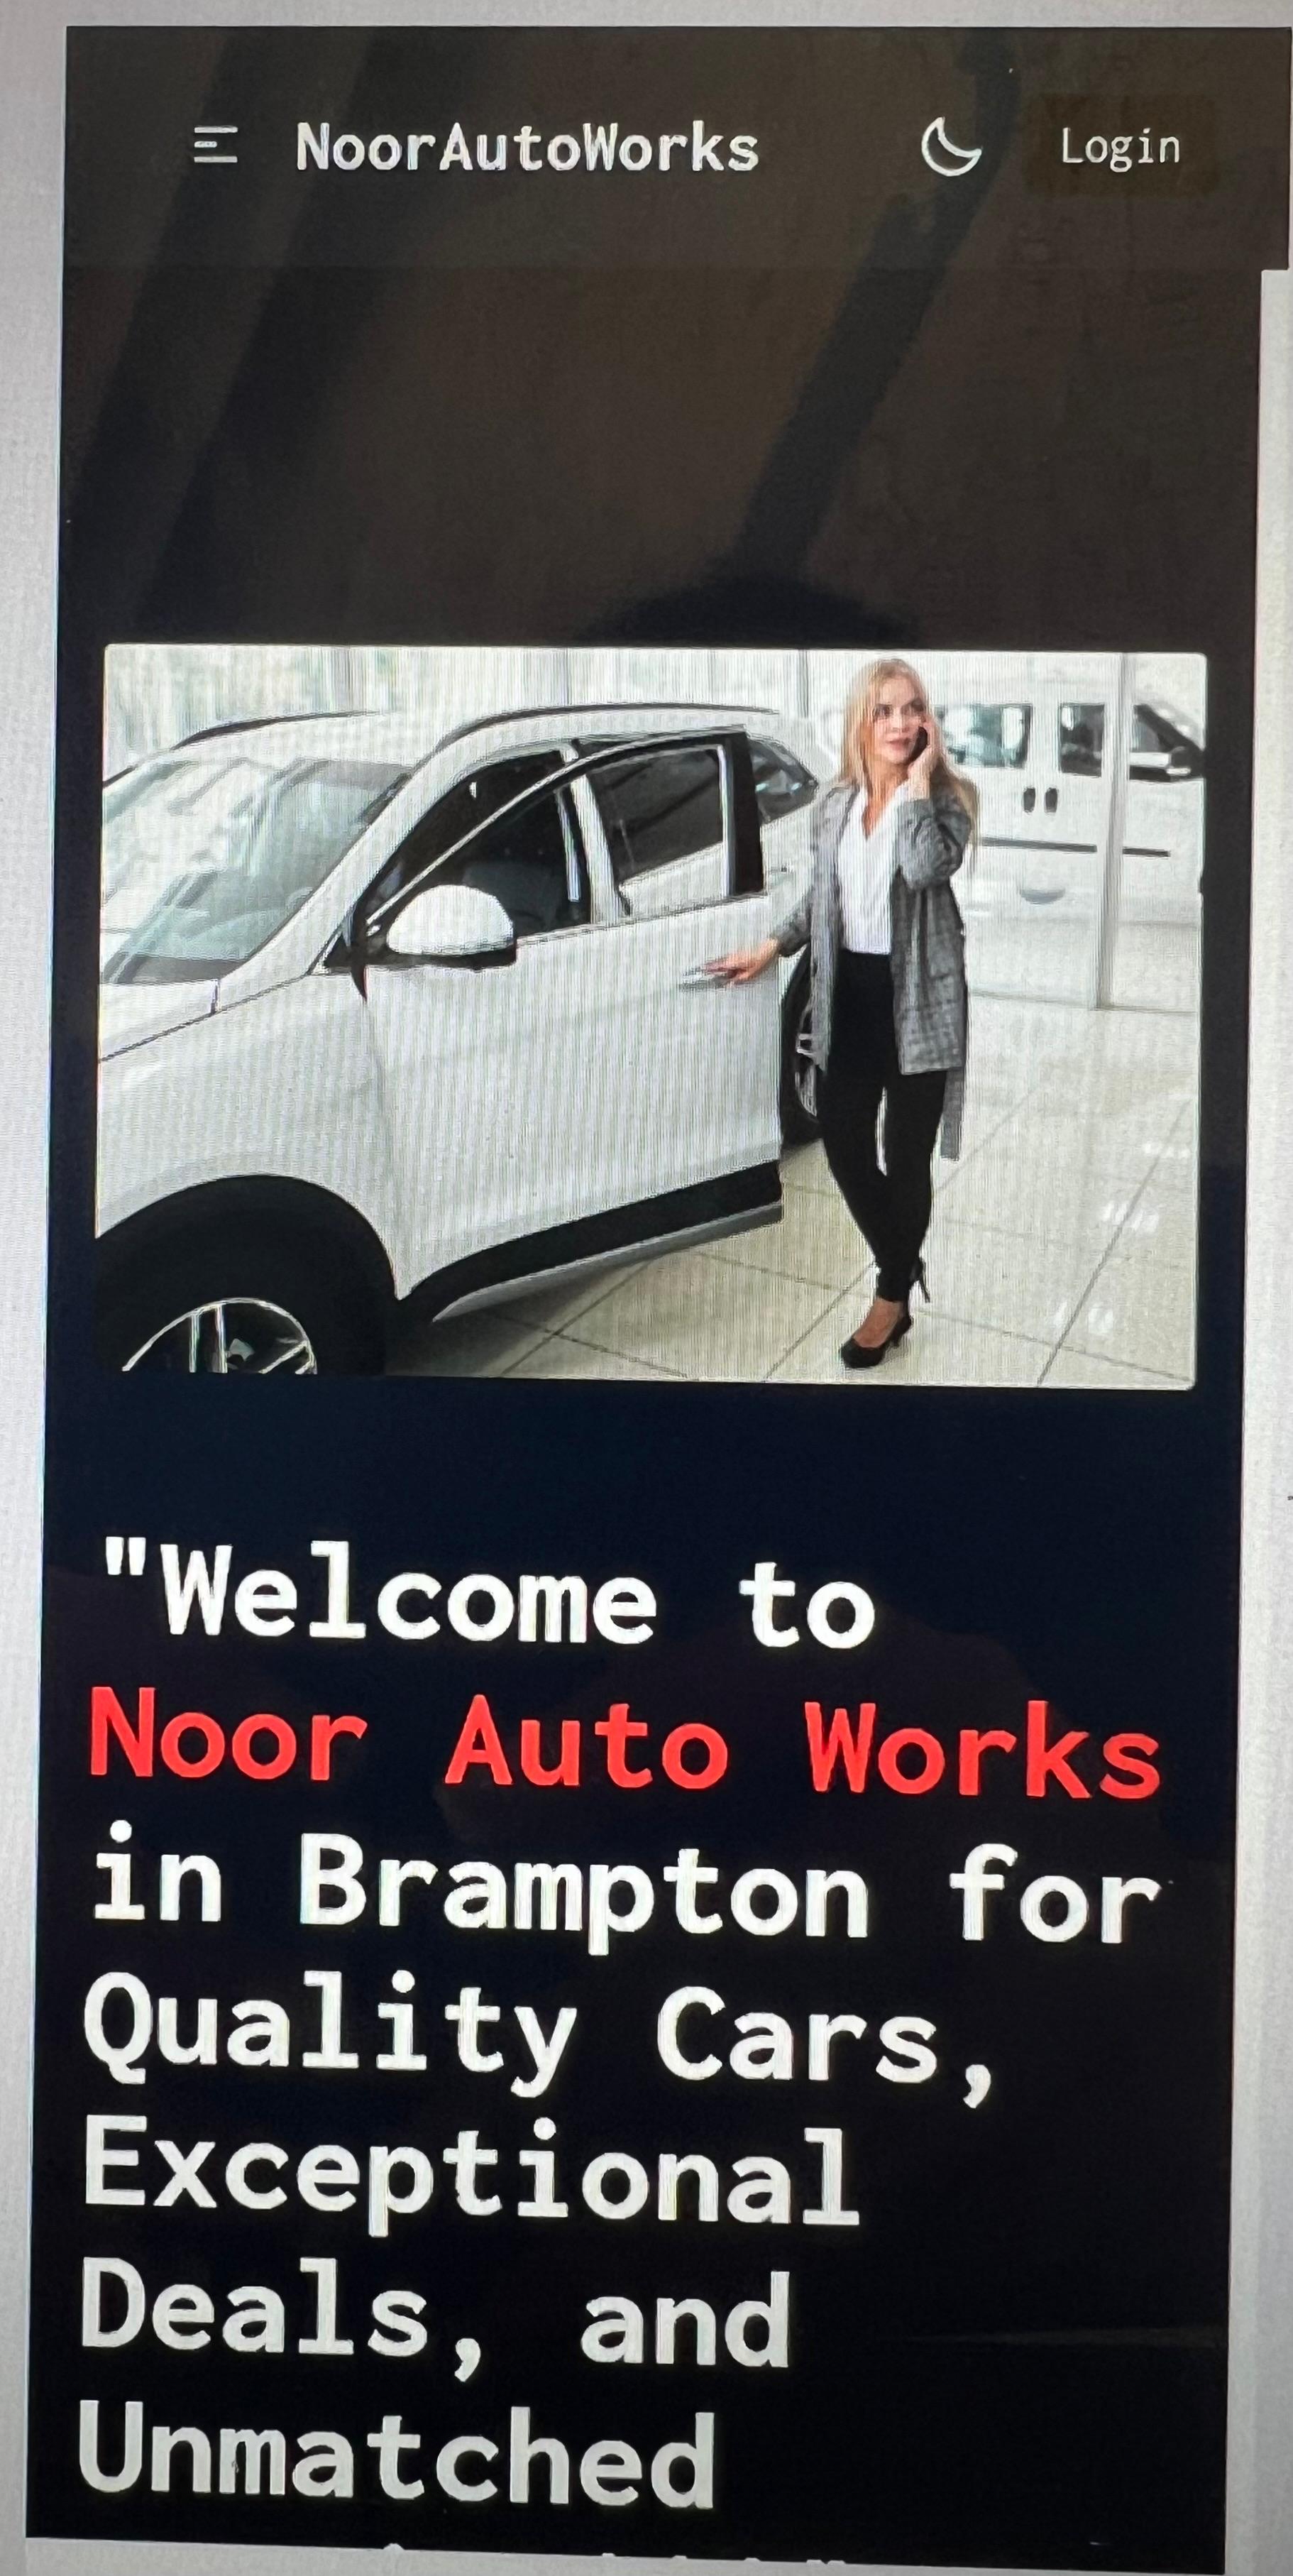 NoorAutoWorks Login
"Welcome to
Noor Auto Works
in Brampton for
Quality Cars,
Exceptional
Deals, and
Unmatched